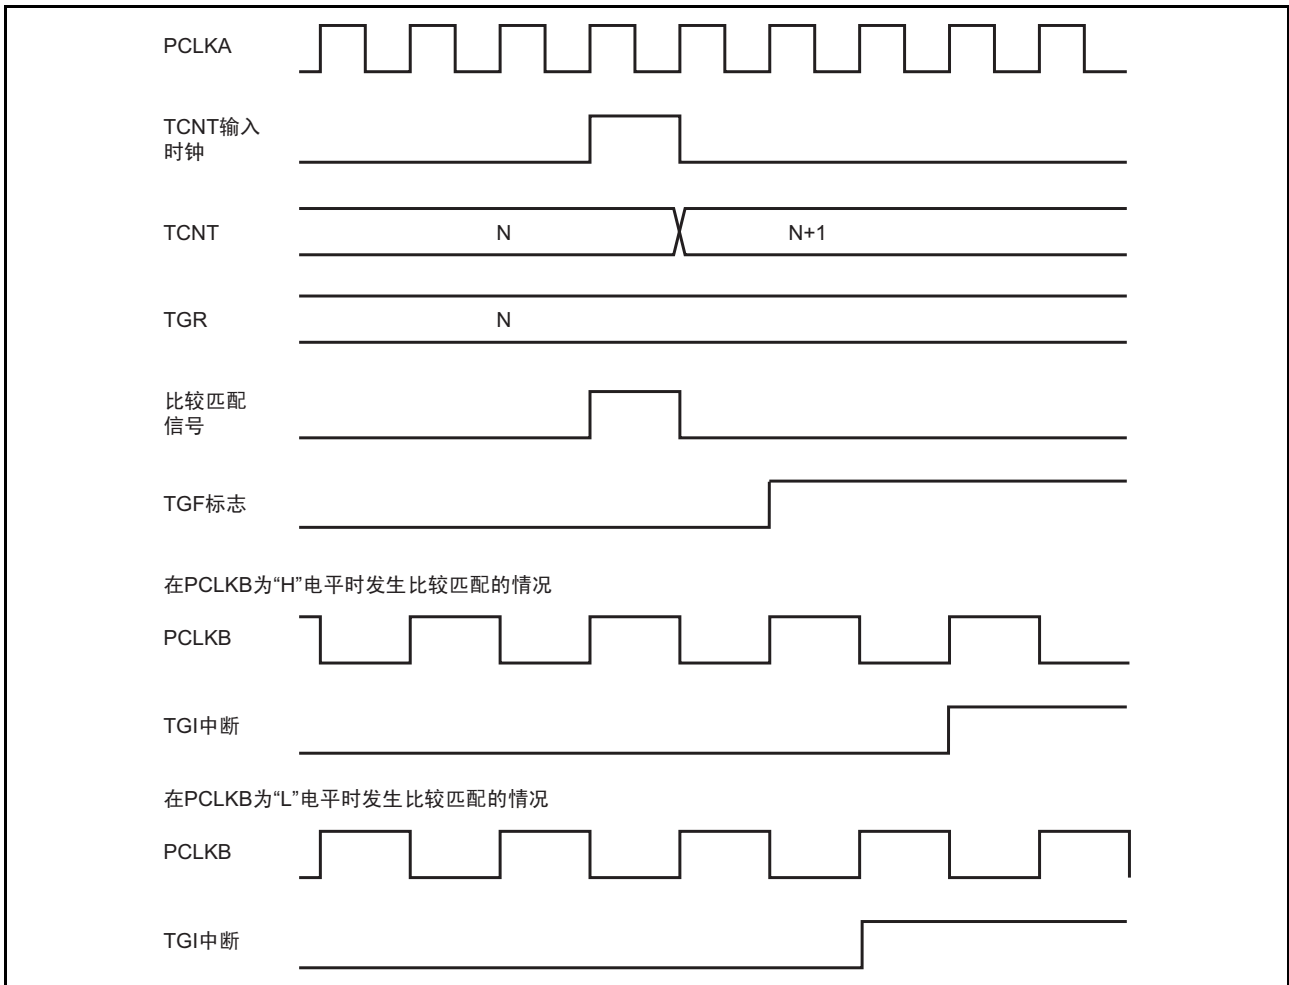 PCLKA
TCNT输入
时钟
TCNT
N
N+1
TGR
N
比较匹配
信号
TGF标志
在PCLKB为“H”电平时发生比较匹配的情况
PCLKB
TGI中断
在PCLKB为“L”电平时发生比较匹配的情况
PCLKB
TGI中断